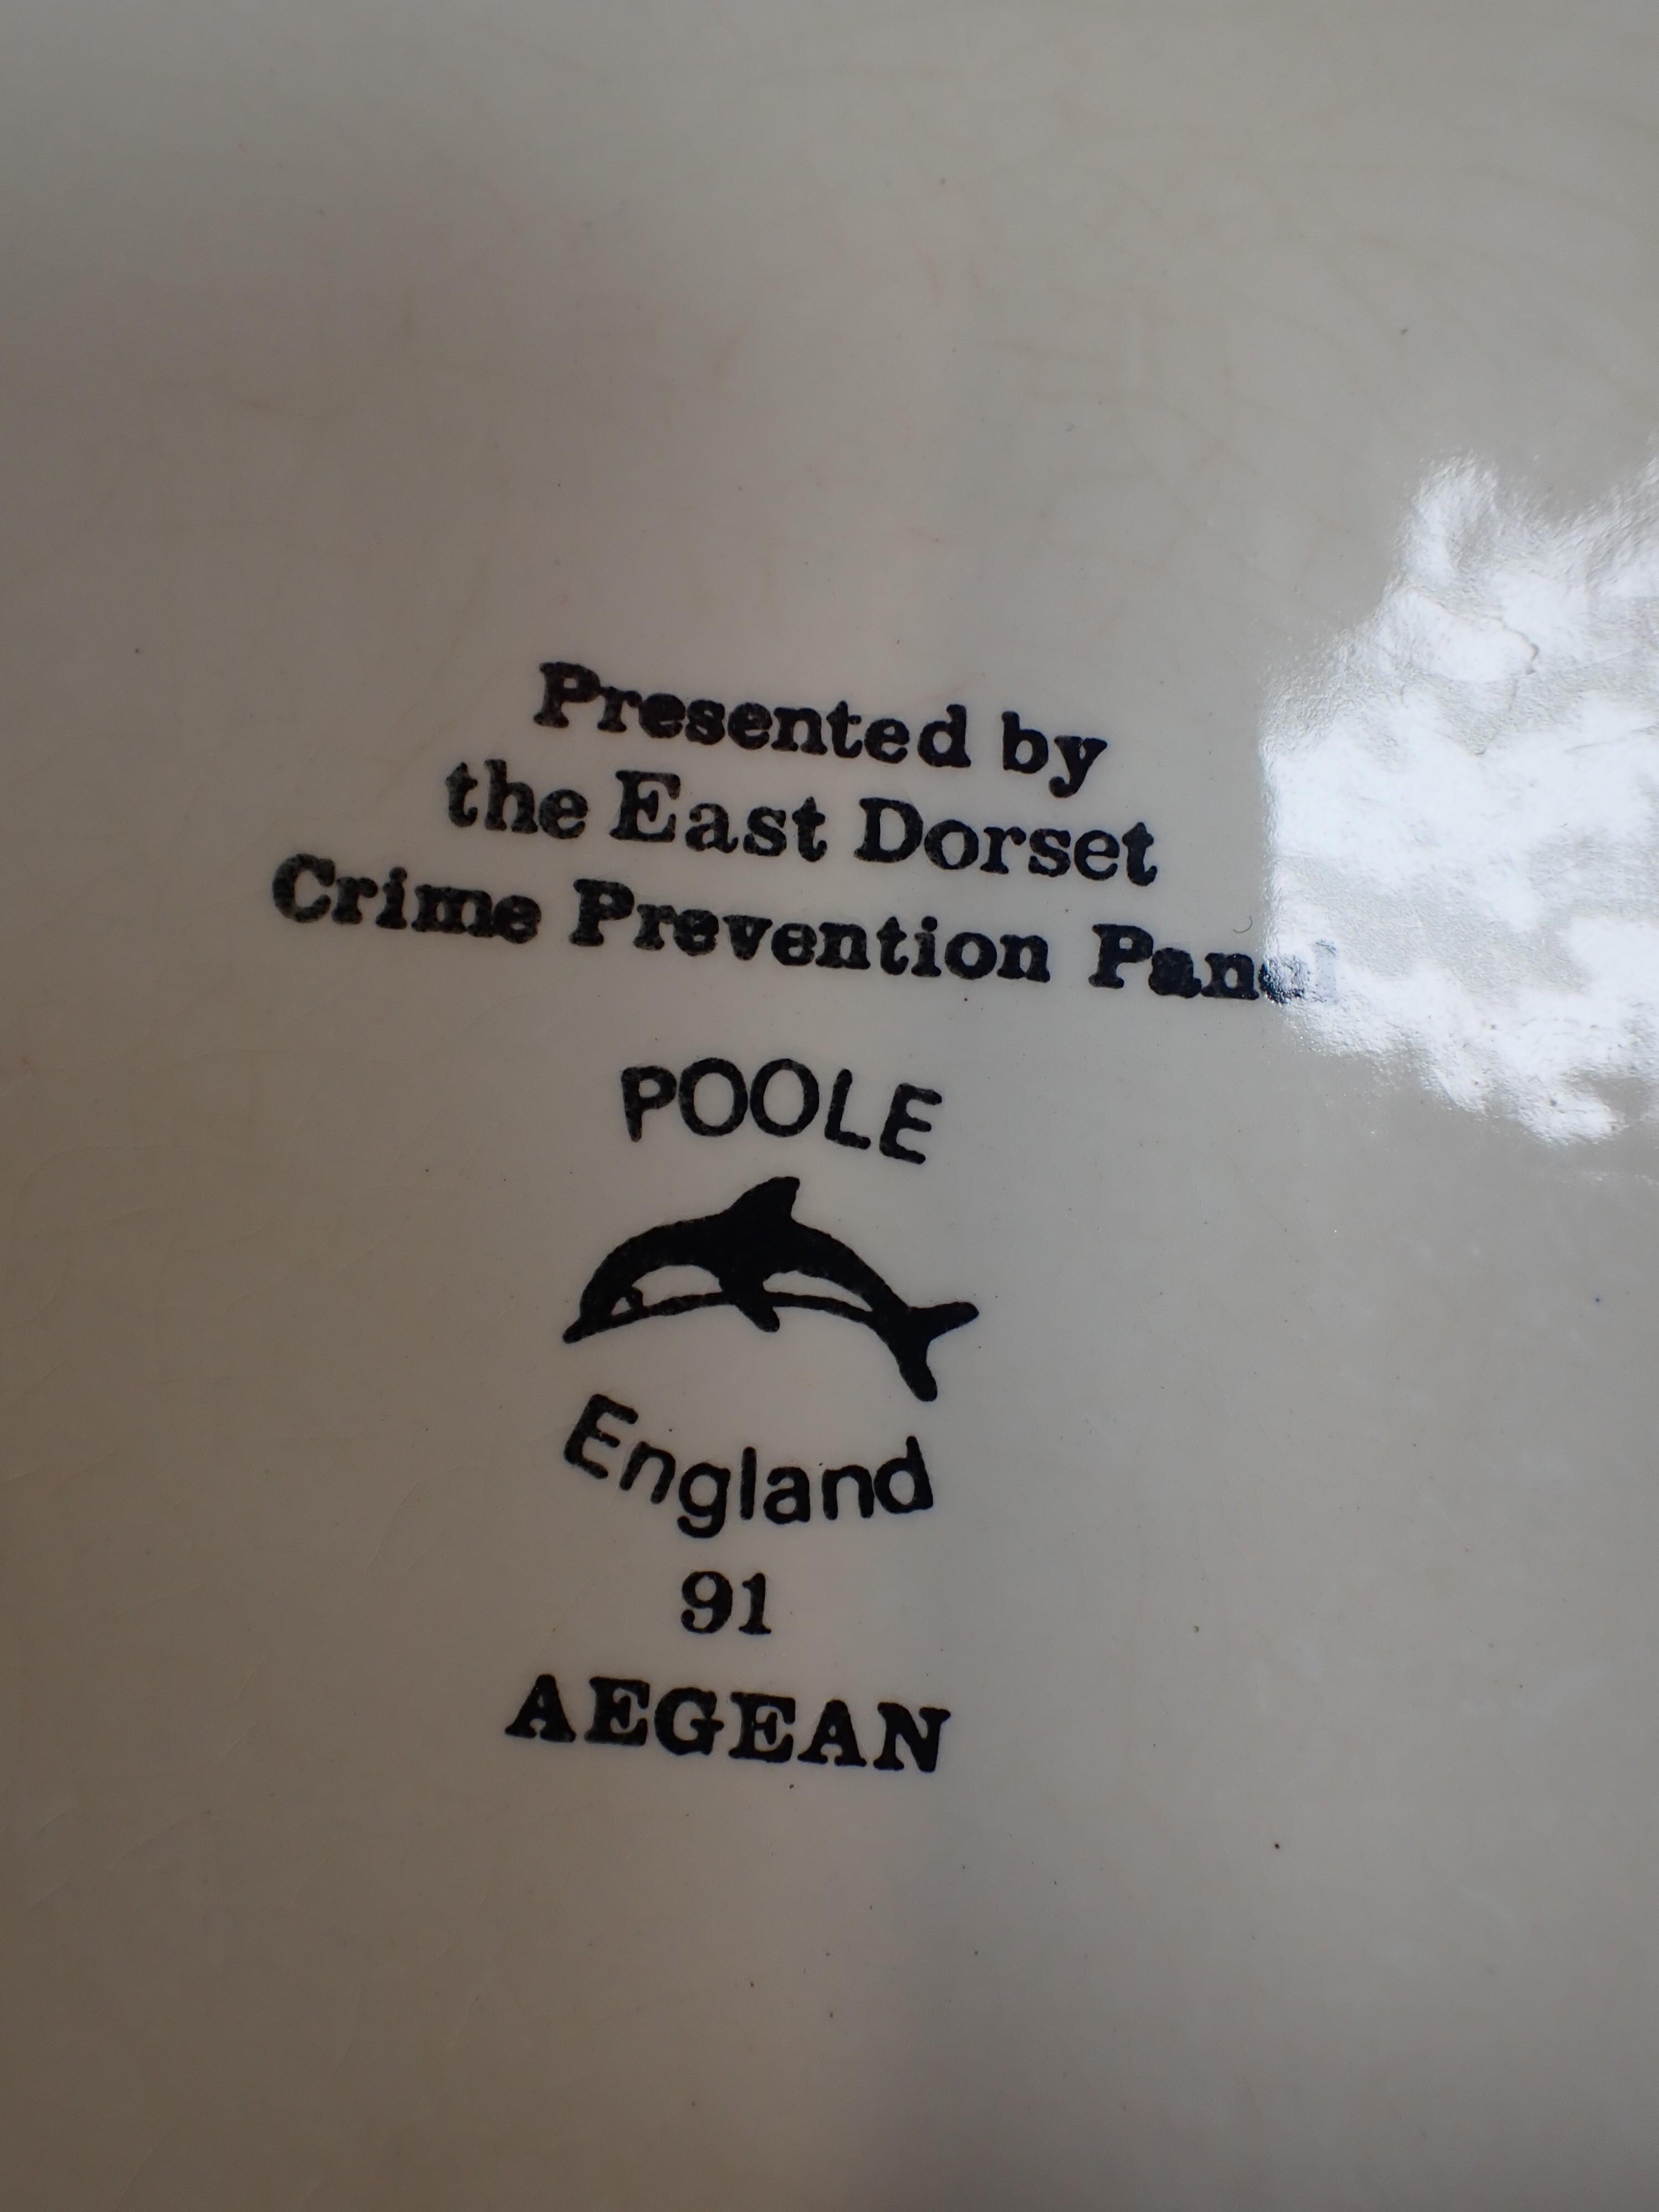 Presented by
the East Dorset
Crime Prevention Panel
POOLE
England
91
AEGEAN